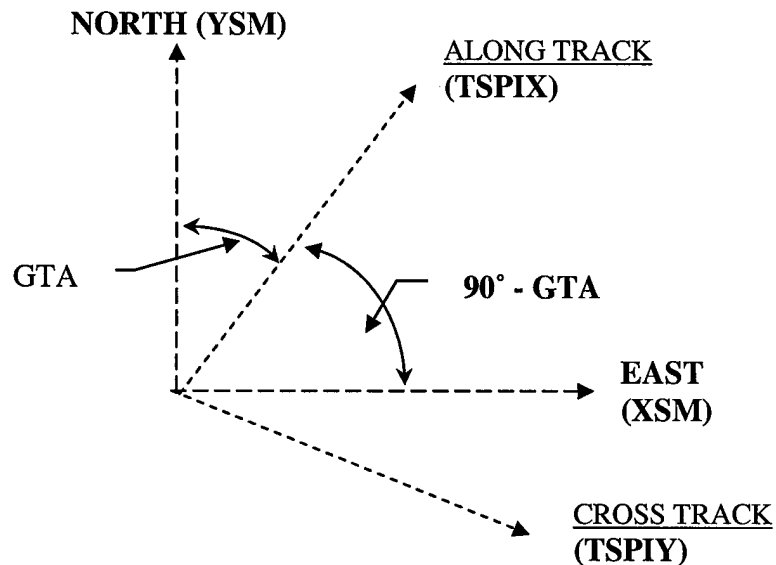 NORTH (YSM)
ALONG TRACK
(TSPIX)
GTA
90° - GTA
EAST
(XSM)
CROSS TRACK
(TSPIY)